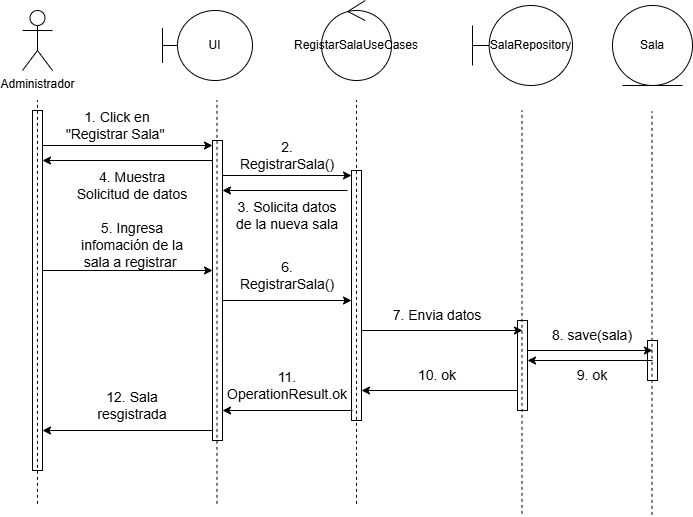 Administrador
UI
RegistarSalaUseCases
SalaRepository
Sala
1. Click en
"Registrar Sala"
2.
RegistrarSala()
4. Muestra
Solicitud de datos
3. Solicita datos
de la nueva sala
5. Ingresa
infomación de la
sala a registrar
6.
RegistrarSala()
7. Envia datos
8. save(sala)
9. ok
10. ok
11.
OperationResult.ok
12. Sala
resgistrada